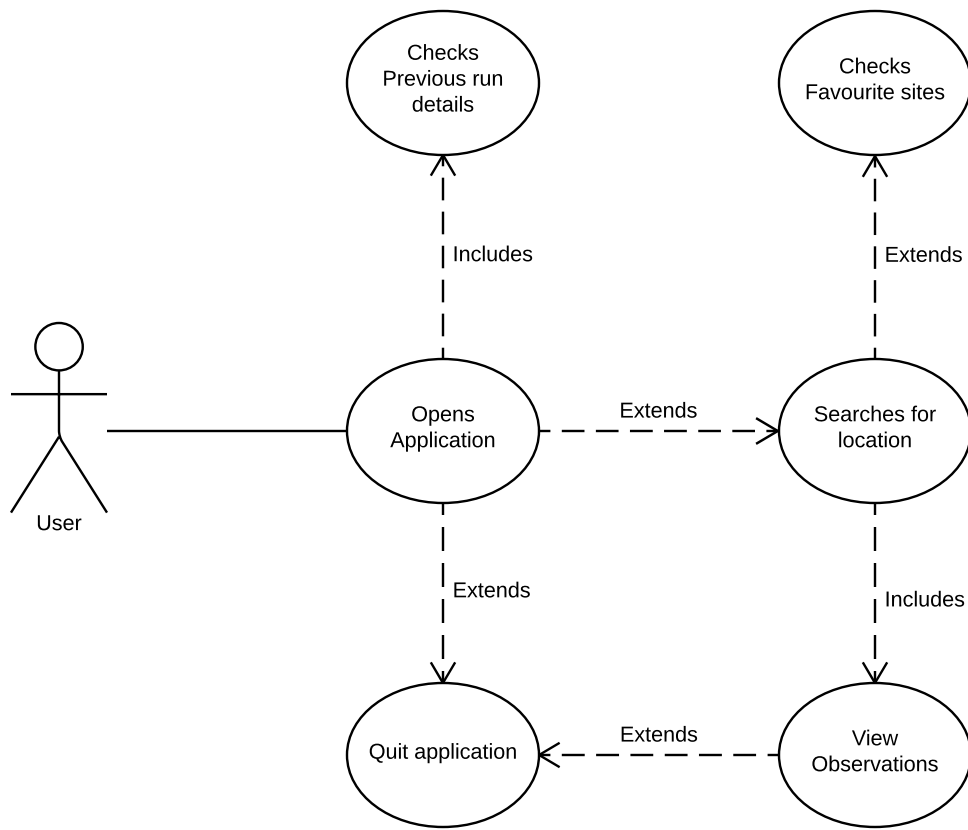 Checks
Previous run
details
Checks
Favourite sites
Includes
Extends
Opens
Application
Extends
Searches for
location
User
Extends
Includes
Quit application
Extends
View
Observations